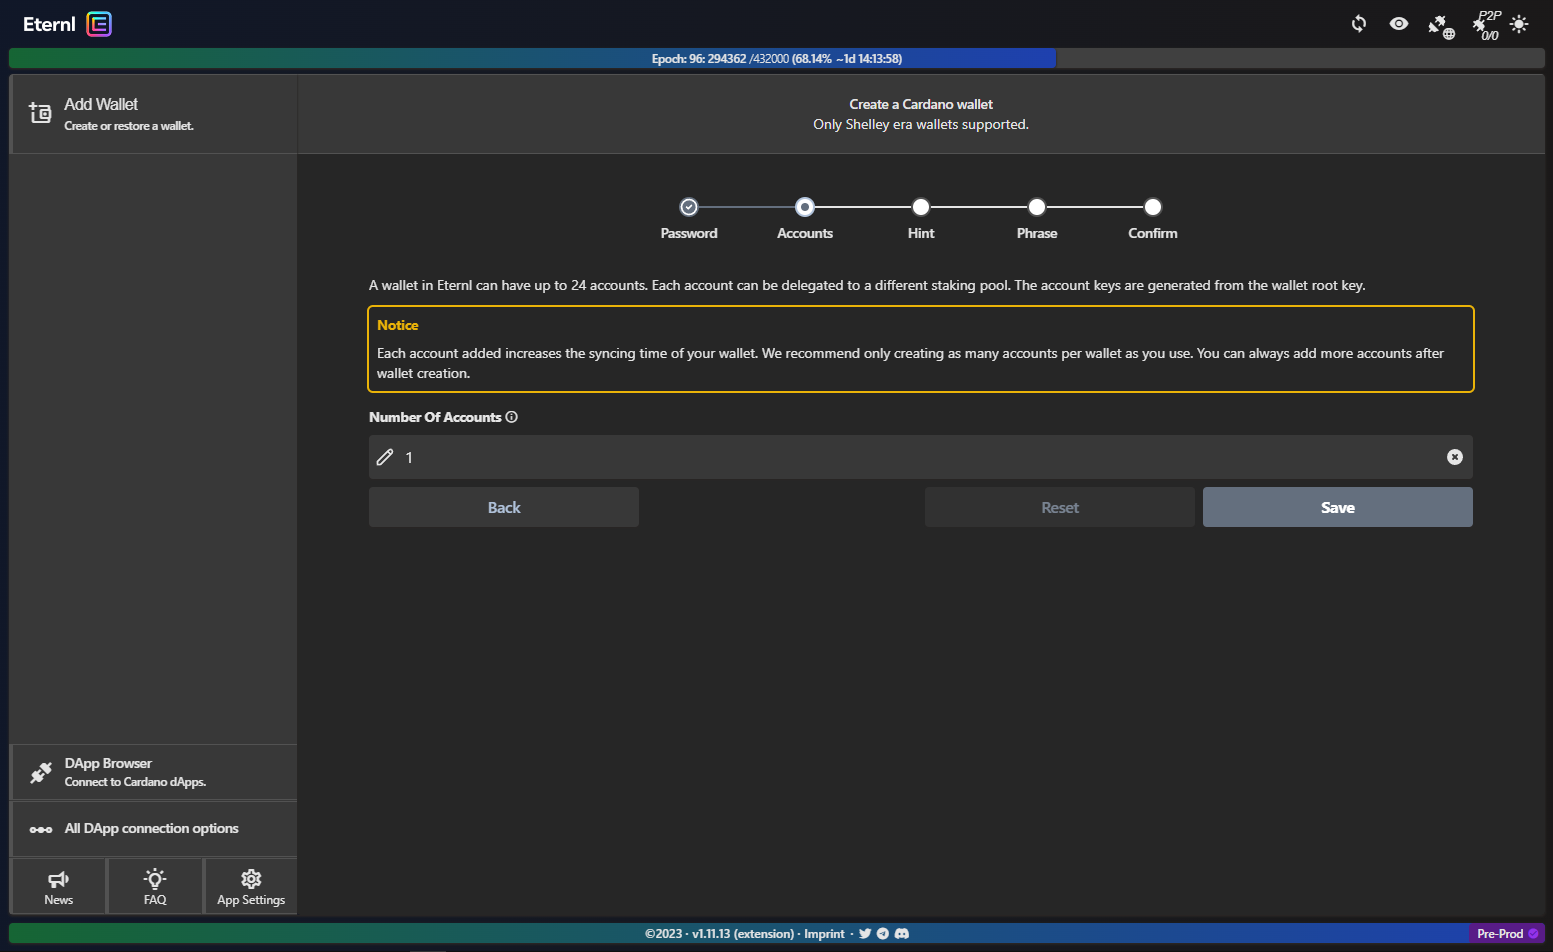 Eternl
P2P
0/0
Epoch: 96: 294362 /432000 (68.14% ~1d 14:13:58)
Add Wallet
Create or restore a wallet.
Create a Cardano wallet
Only Shelley era wallets supported.
Password
Accounts
Hint
Phrase
Confirm
A wallet in Eternl can have up to 24 accounts. Each account can be delegated to a different staking pool. The account keys are generated from the wallet root key.
Notice
Each account added increases the syncing time of your wallet. We recommend only creating as many accounts per wallet as you use. You can always add more accounts after
wallet creation.
Number Of Accounts
1
Back
Reset
Save
DApp Browser
Connect to Cardano dApps.
All DApp connection options
News
FAQ
App Settings
©2023 · v1.11.13 (extension) · Imprint ·
Pre-Prod